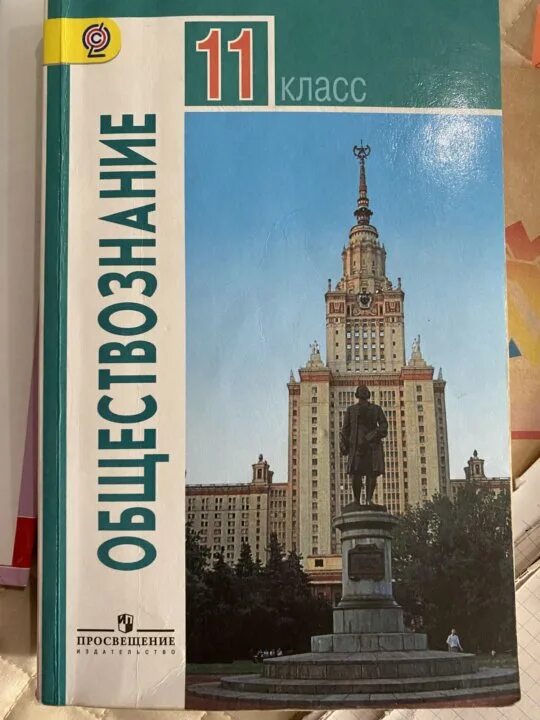 11 класс
ОБЩЕСТВОЗНАНИЕ
ПРОСВЕЩЕНИЕ
ИЗДАТЕЛЬСТВО